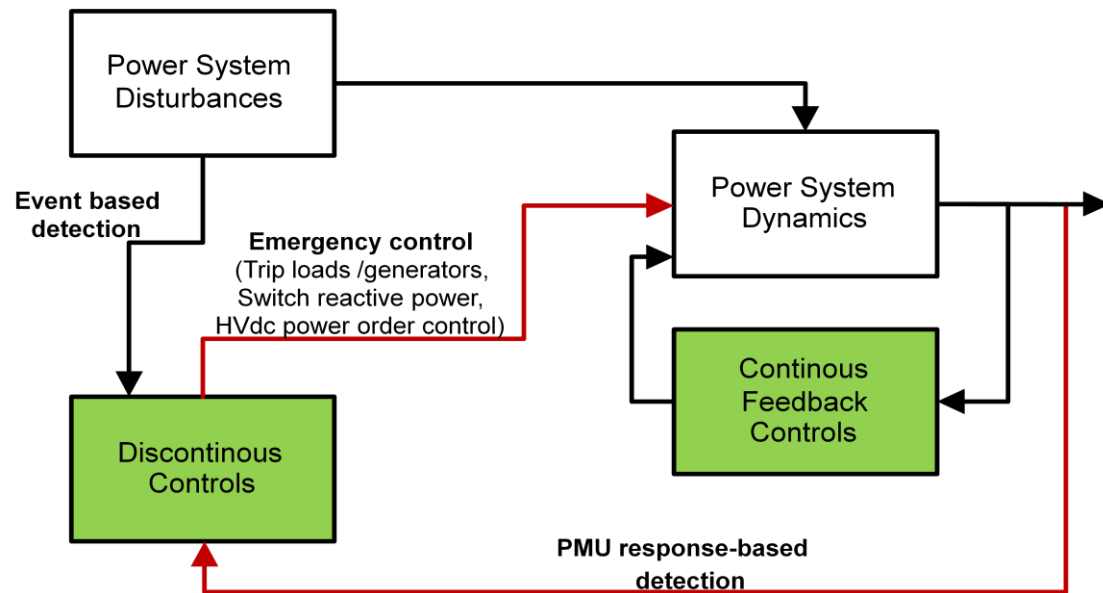 Power System
Disturbances
Event based
detection
Emergency control
(Trip loads /generators,
Switch reactive power,
HVdc power order control)
Power System
Dynamics
Continous
Feedback
Controls
Discontinous
Controls
PMU response-based
detection